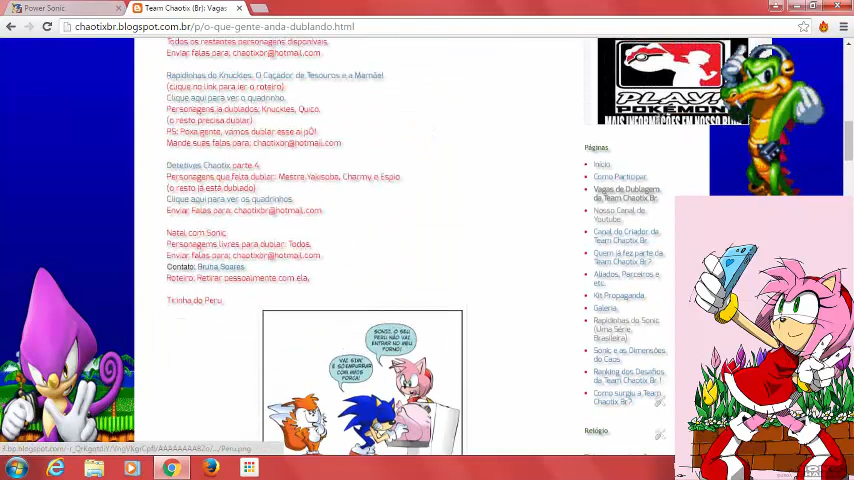 Power Sonic
Team Chaotix (Br): Vagas
chaotixbr.blogspot.com.br/p/o-que-gente-anda-dublando.html
Todos os restantes personagens disponíveis.
Enviar falas para: chaotixbr@hotmail.com
Rapidinhas do Knuckles: O Caçador de Tesouros e a Mamãe!
(clique no link para ler o roteiro)
Clique aqui para ver o quadrinho.
Personagens já dublados: Knuckles, Quico.
(o resto precisa dublar)
PS: Poxa gente, vamos dublar esse aí pÔ!
Mande suas falas para: chaotixbr@hotmail.com
Detetives Chaotix parte 4
Personagens que falta dublar: Mestre Yakisoba, Charmy e Espio.
(o resto já está dublado)
Clique aqui para ver os quadrinhos.
Enviar Falas para: chaotixbr@hotmail.com
Natal com Sonic
Personagens livres para dublar: Todos.
Enviar falas para: chaotixbr@hotmail.com
Contato: Bruna Soares
Roteiro: Retirar pessoalmente com ela.
Tirinha do Peru
SONIC, O SEU
PERU NÃO VAI
ENTRAR NO MEU
FORNO!
VAI SIM!
É SÓ EMPURRAR
COM MAIS
FORÇA!
PLAY!
POKÉMON
MAIS INFORMAÇÕES EM NOSSO BLOG
Páginas
Início
Como Participar
Vagas de Dublagem
da Team Chaotix Br.
Nosso Canal do
Youtube
Canal do Criador da
Team Chaotix Br
Quem já fez parte da
Team Chaotix Br?
Aliados, Parceiros e
etc.
Kit Propaganda
Galeria
Rapidinhas do Sonic
(Uma Série
Brasileira)
Sonic e as Dimensões
do Caos
Ranking dos Desafios
da Team Chaotix Br !
Como surgiu a Team
Chaotix Br?
Relógio